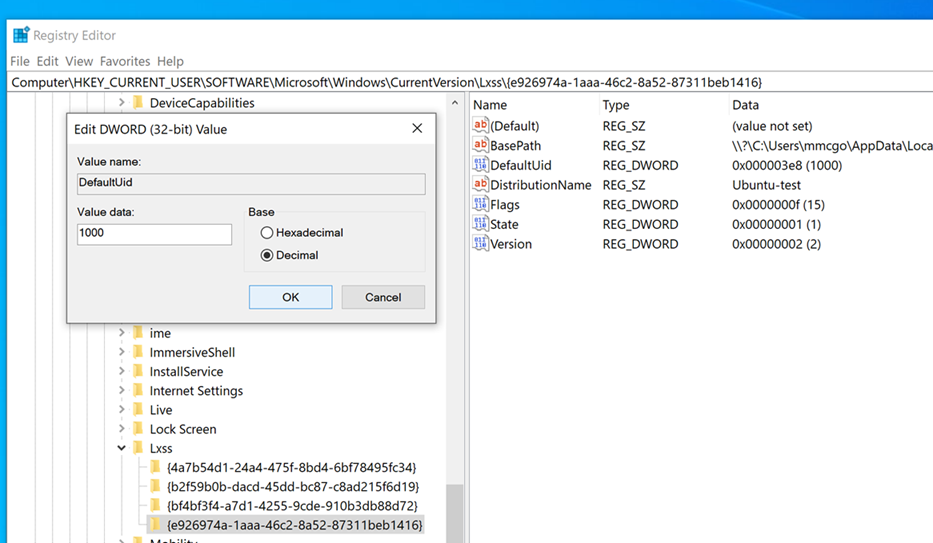 Registry Editor
File Edit View Favorites Help
Computer\HKEY_CURRENT_USER\SOFTWARE\Microsoft\Windows\CurrentVersion\Lxss\{e926974a-1aaa-46c2-8a52-87311beb1416}
DeviceCapabilities
Edit DWORD (32-bit) Value
Value name:
DefaultUid
Value data:
1000
Base
Hexadecimal
Decimal
OK Cancel
ime
ImmersiveShell
InstallService
Internet Settings
Live
Lock Screen
Lxss
{4a7b54d1-24a4-475f-8bd4-6bf78495fc34}
{b2f59b0b-dacd-45dd-bc87-c8ad215f6d19}
{bf4bf3f4-a7d1-4255-9cde-910b3db88d72}
{e926974a-1aaa-46c2-8a52-87311beb1416}
Mobility
Name Type Data
(Default) REG_SZ (value not set)
BasePath REG_SZ \\?\C:\Users\mmcgo\AppData\Loca
DefaultUid REG_DWORD 0x000003e8 (1000)
DistributionName REG_SZ Ubuntu-test
Flags REG_DWORD 0x0000000f (15)
State REG_DWORD 0x00000001 (1)
Version REG_DWORD 0x00000002 (2)